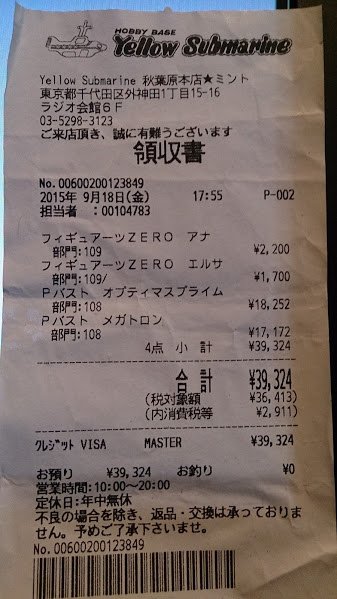 HOBBY BASE
Yellow Submarine
Yellow Submarine 秋葉原本店★ミント
東京都千代田区外神田1丁目15-16
ラジオ会館6F
03-5298-3123
ご来店頂き、誠に有難うございます
領収書
No.00600200123849
2015年 9月18日(金) 17:55 P-002
担当者 :00104783
フィギュアーツZERO アナ
部門:109 ¥2,200
フィギュアーツZERO エルサ
部門:109/ ¥1,700
Pバスト オプティマスプライム
部門:108 ¥18,252
Pバスト メガトロン
部門:108 ¥17,172
4点 小 計 ¥39,324
合 計 ¥39,324
(税対象額 ¥36,413)
(内消費税等 ¥2,911)
クレジット VISA MASTER ¥39,324
お預り ¥39,324 お釣り ¥0
営業時間:10:00~20:00
定休日:年中無休
不良の場合を除き、返品・交換は承っておりま
せん。予めご了承下さいませ。
No.00600200123849